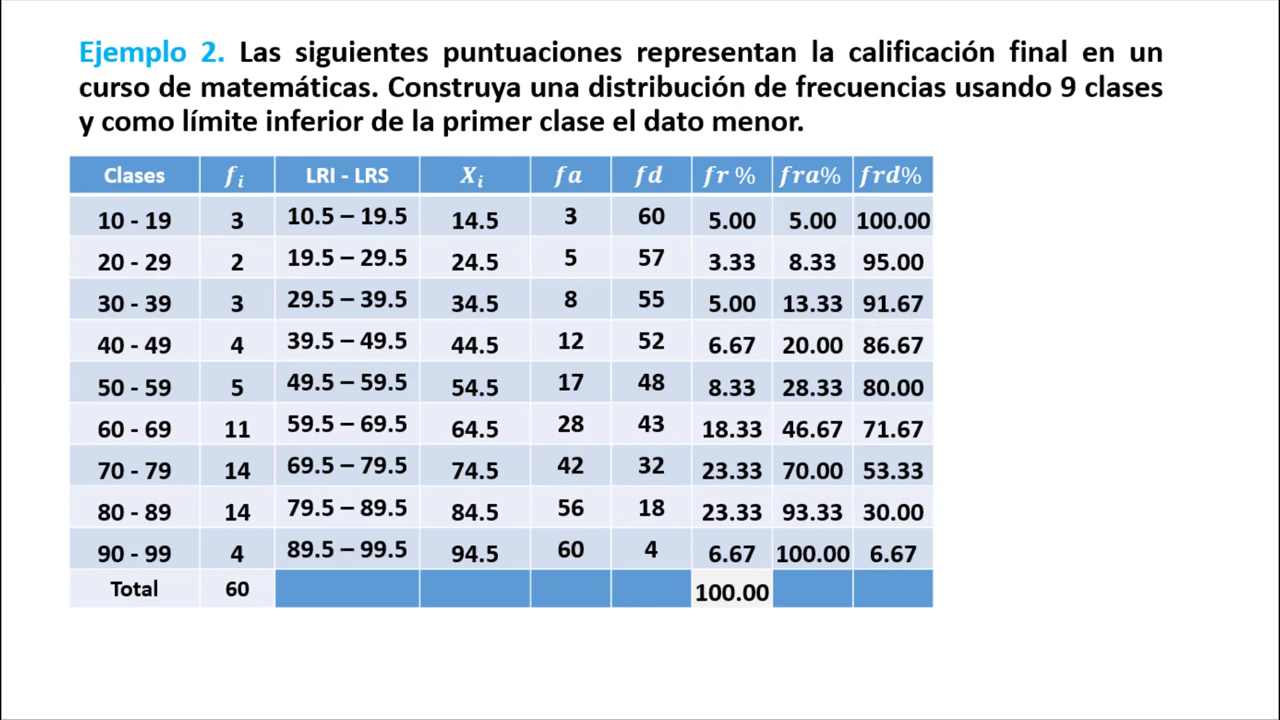 Ejemplo 2. Las siguientes puntuaciones representan la calificación final en un
curso de matemáticas. Construya una distribución de frecuencias usando 9 clases
y como límite inferior de la primer clase el dato menor.
Clases fᵢ LRI - LRS Xᵢ fa fd fr % fra% frd%
10 - 19 3 10.5 – 19.5 14.5 3 60 5.00 5.00 100.00
20 - 29 2 19.5 – 29.5 24.5 5 57 3.33 8.33 95.00
30 - 39 3 29.5 – 39.5 34.5 8 55 5.00 13.33 91.67
40 - 49 4 39.5 – 49.5 44.5 12 52 6.67 20.00 86.67
50 - 59 5 49.5 – 59.5 54.5 17 48 8.33 28.33 80.00
60 - 69 11 59.5 – 69.5 64.5 28 43 18.33 46.67 71.67
70 - 79 14 69.5 – 79.5 74.5 42 32 23.33 70.00 53.33
80 - 89 14 79.5 – 89.5 84.5 56 18 23.33 93.33 30.00
90 - 99 4 89.5 – 99.5 94.5 60 4 6.67 100.00 6.67
Total 60 100.00